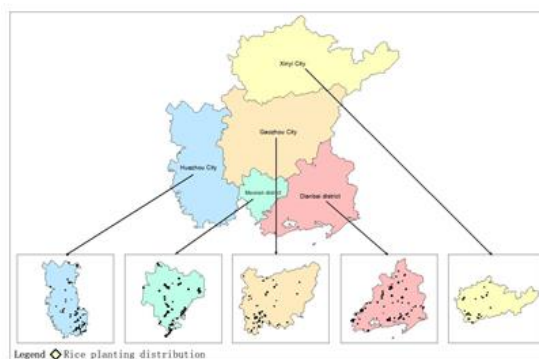 Xinyi City
Gaozhou City
Huazhou City
Maonan district
Dianbai district
Legend Rice planting distribution